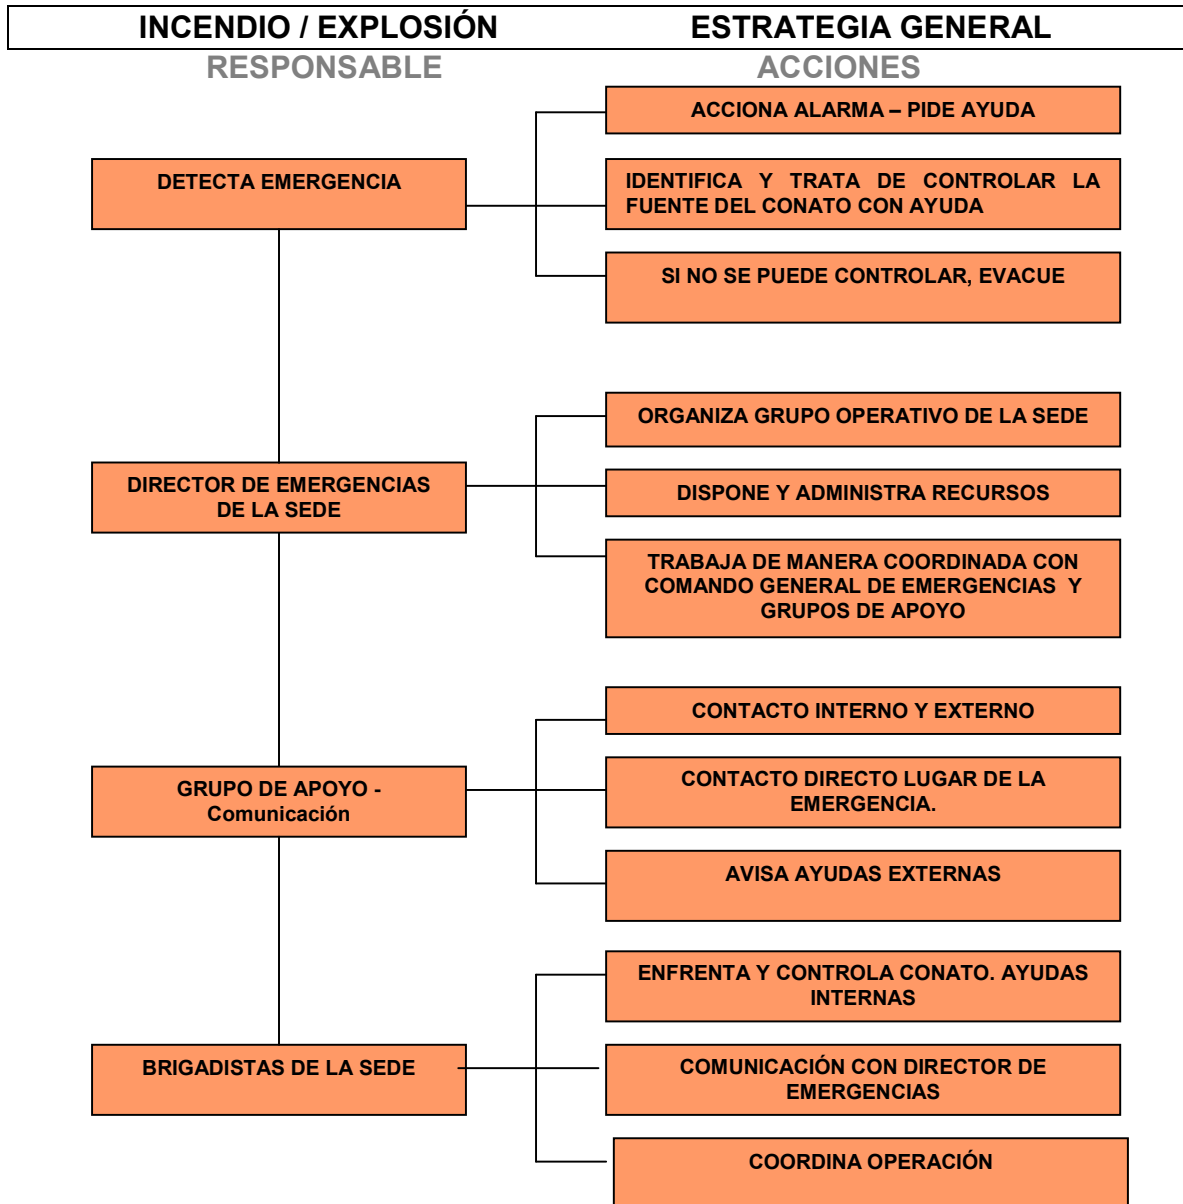 INCENDIO / EXPLOSIÓN ESTRATEGIA GENERAL
RESPONSABLE ACCIONES
ACCIONA ALARMA – PIDE AYUDA
DETECTA EMERGENCIA
IDENTIFICA Y TRATA DE CONTROLAR LA
FUENTE DEL CONATO CON AYUDA
SI NO SE PUEDE CONTROLAR, EVACUE
ORGANIZA GRUPO OPERATIVO DE LA SEDE
DIRECTOR DE EMERGENCIAS
DE LA SEDE
DISPONE Y ADMINISTRA RECURSOS
TRABAJA DE MANERA COORDINADA CON
COMANDO GENERAL DE EMERGENCIAS Y
GRUPOS DE APOYO
CONTACTO INTERNO Y EXTERNO
GRUPO DE APOYO -
Comunicación
CONTACTO DIRECTO LUGAR DE LA
EMERGENCIA.
AVISA AYUDAS EXTERNAS
ENFRENTA Y CONTROLA CONATO. AYUDAS
INTERNAS
BRIGADISTAS DE LA SEDE
COMUNICACIÓN CON DIRECTOR DE
EMERGENCIAS
COORDINA OPERACIÓN